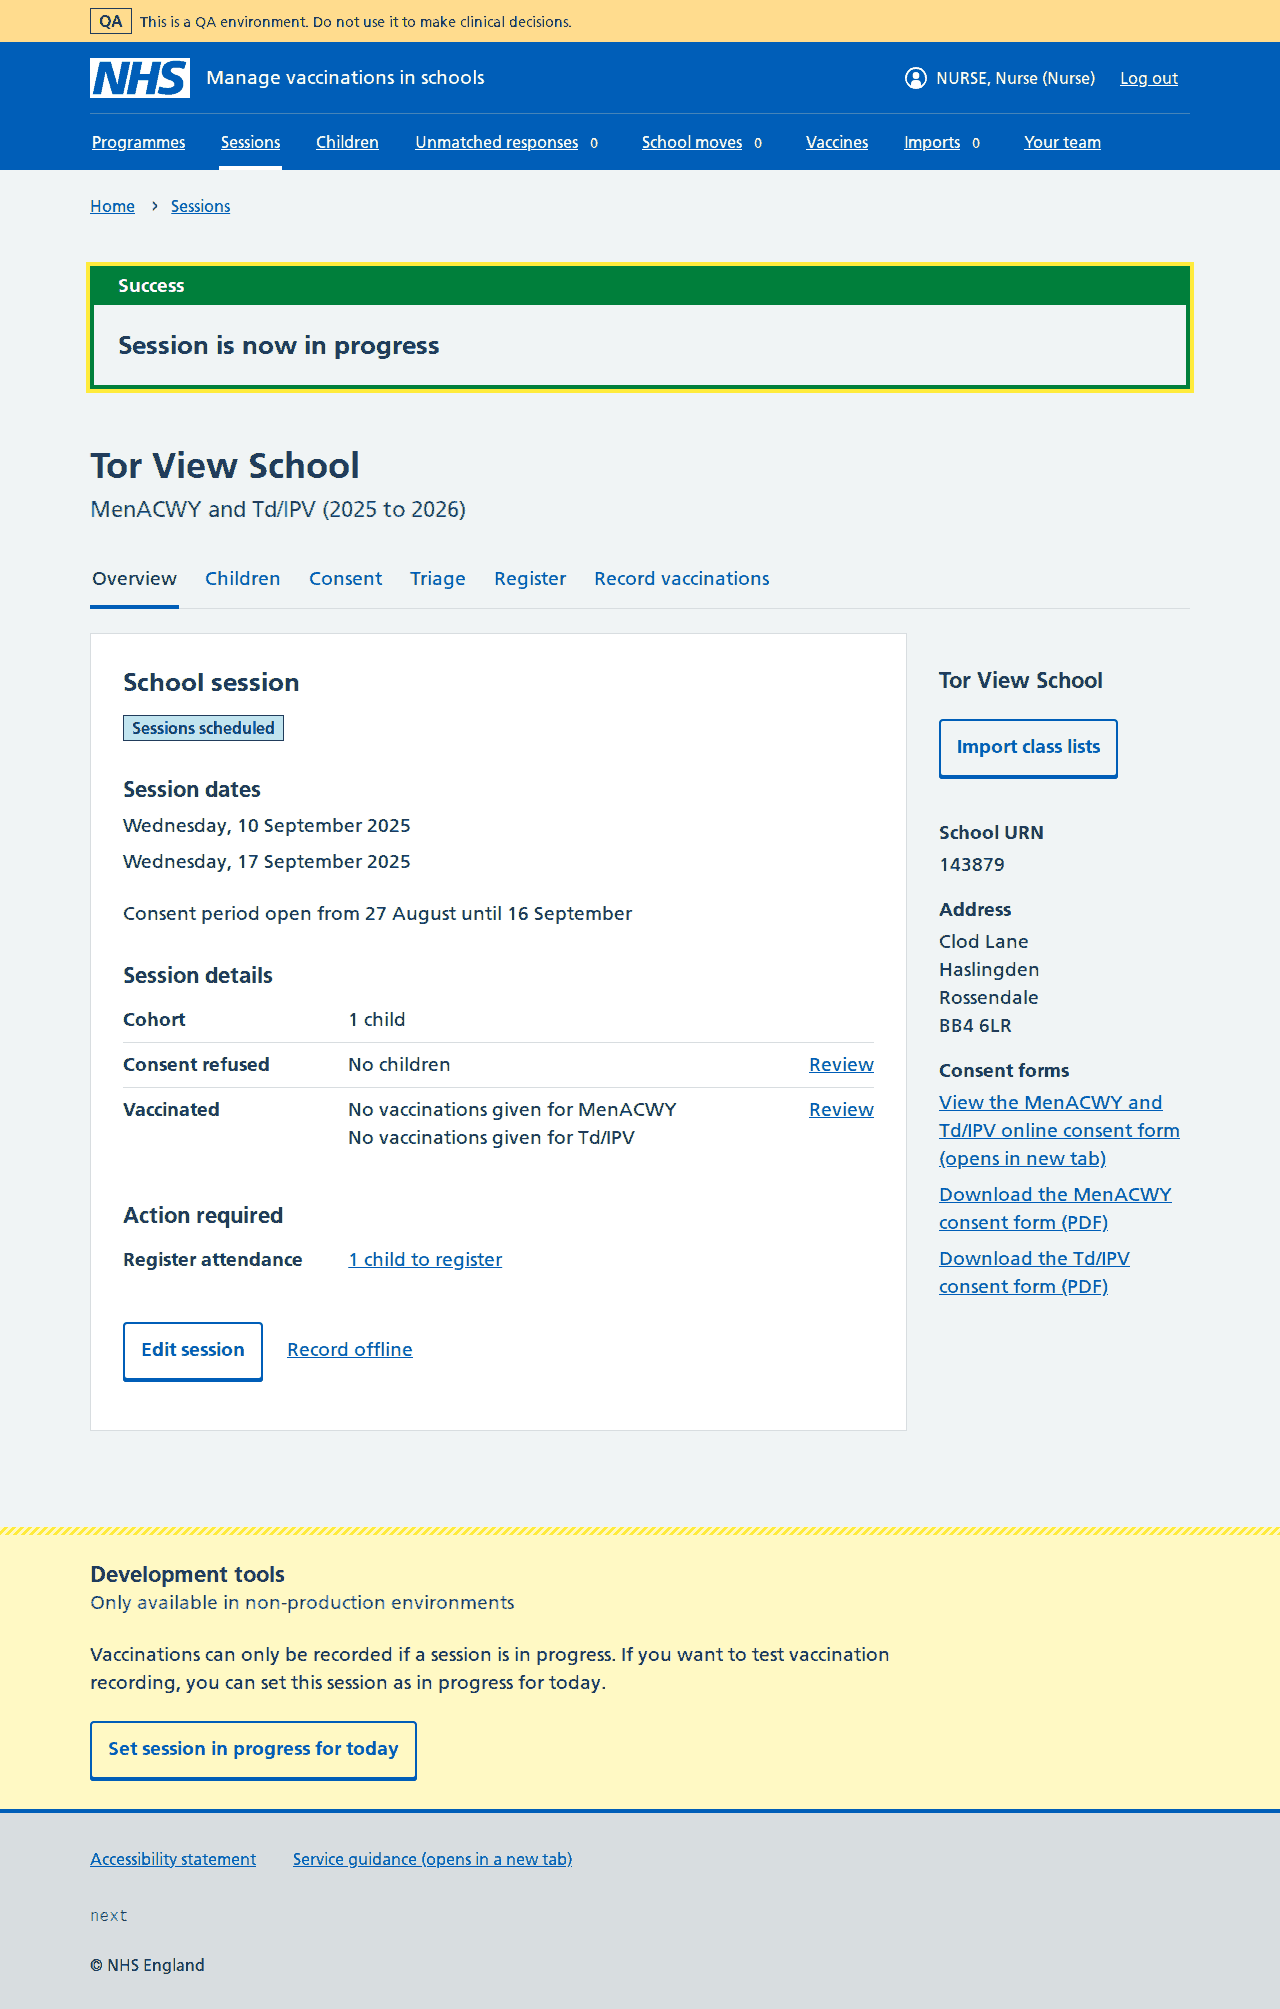 QA This is a QA environment. Do not use it to make clinical decisions.
NHS Manage vaccinations in schools NURSE, Nurse (Nurse) Log out
Programmes Sessions Children Unmatched responses 0 School moves 0 Vaccines Imports 0 Your team
Home Sessions
Success
Session is now in progress
Tor View School
MenACWY and Td/IPV (2025 to 2026)
Overview Children Consent Triage Register Record vaccinations
School session
Sessions scheduled
Session dates
Wednesday, 10 September 2025
Wednesday, 17 September 2025
Consent period open from 27 August until 16 September
Session details
Cohort 1 child
Consent refused No children Review
Vaccinated No vaccinations given for MenACWY Review
No vaccinations given for Td/IPV
Action required
Register attendance 1 child to register
Edit session Record offline
Tor View School
Import class lists
School URN
143879
Address
Clod Lane
Haslingden
Rossendale
BB4 6LR
Consent forms
View the MenACWY and
Td/IPV online consent form
(opens in new tab)
Download the MenACWY
consent form (PDF)
Download the Td/IPV
consent form (PDF)
Development tools
Only available in non-production environments
Vaccinations can only be recorded if a session is in progress. If you want to test vaccination
recording, you can set this session as in progress for today.
Set session in progress for today
Accessibility statement Service guidance (opens in a new tab)
next
© NHS England